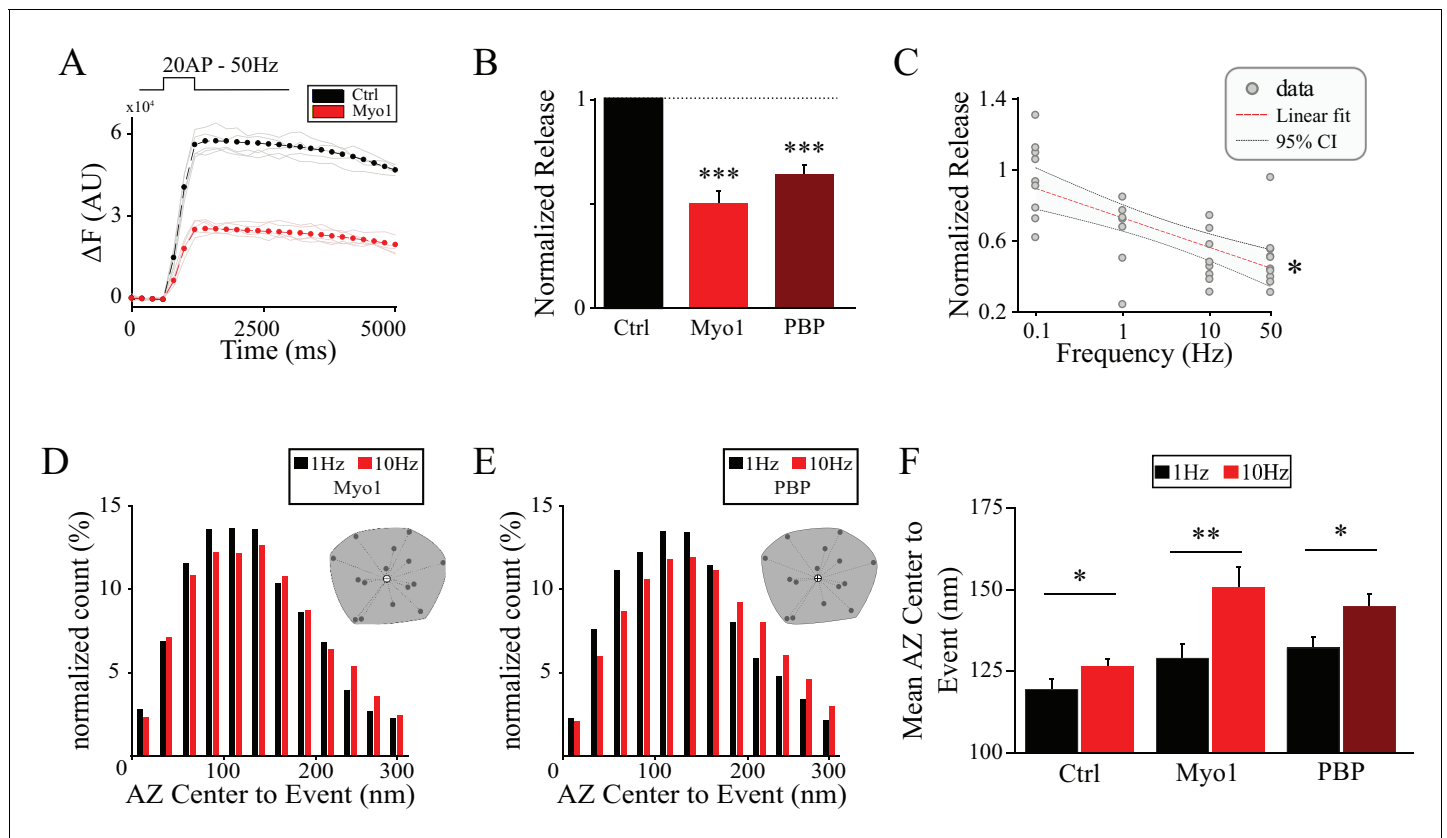 A
20AP - 50Hz
Ctrl
Myo1
x10⁴
6
3
0
ΔF (AU)
0
2500
5000
Time (ms)
B
1
0
Normalized Release
***
***
Ctrl
Myo1
PBP
C
data
Linear fit
95% CI
1.4
1
0.6
0.2
Normalized Release
*
0.1
1
10
50
Frequency (Hz)
D
1Hz
10Hz
Myo1
15
10
5
normalized count (%)
0
100
200
300
AZ Center to Event (nm)
E
1Hz
10Hz
PBP
15
10
5
normalized count (%)
0
100
200
300
AZ Center to Event (nm)
F
1Hz
10Hz
175
150
125
100
Mean AZ Center to
Event (nm)
*
**
*
Ctrl
Myo1
PBP